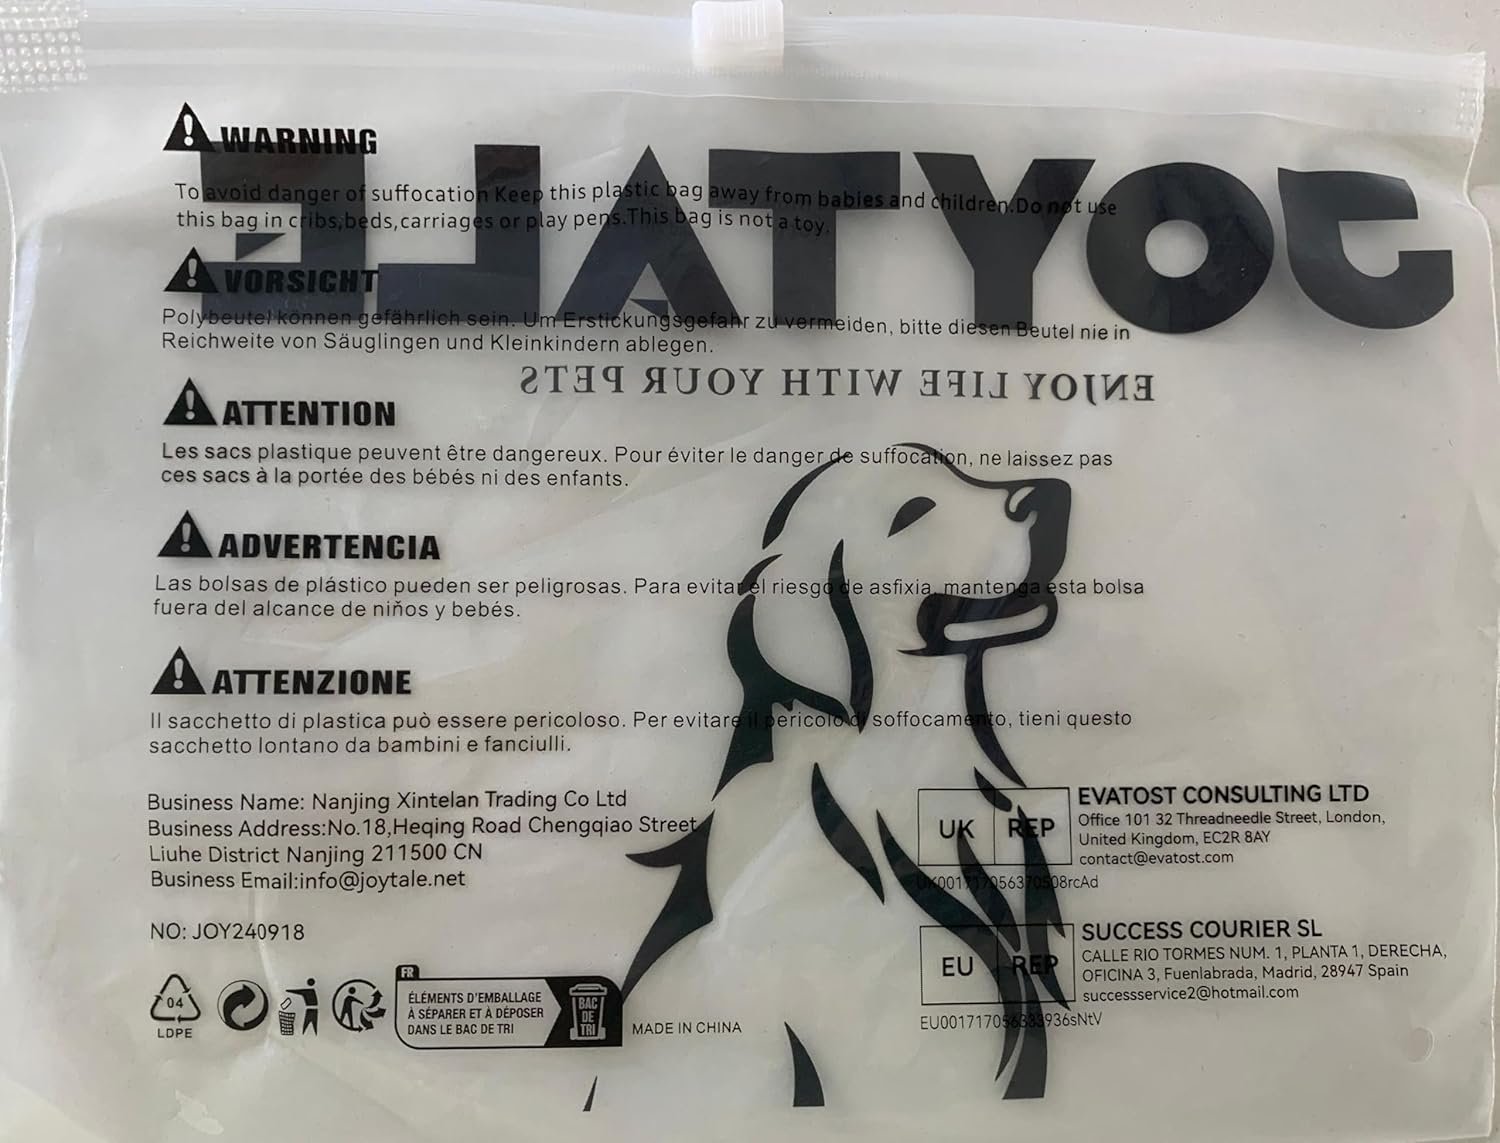 WARNING
JOYTALE
To avoid danger of suffocation Keep this plastic bag away from babies and children.Do not use
this bag in cribs,beds,carriages or play pens.This bag is not a toy.
VORSICHT
Polybeutel können gefährlich sein. Um Erstickungsgefahr zu vermeiden, bitte diesen Beutel nie in
Reichweite von Säuglingen und Kleinkindern ablegen.
ENJOY LIFE WITH YOUR PETS
ATTENTION
Les sacs plastique peuvent être dangereux. Pour éviter le danger de suffocation, ne laissez pas
ces sacs à la portée des bébés ni des enfants.
ADVERTENCIA
Las bolsas de plástico pueden ser peligrosas. Para evitar el riesgo de asfixia, mantenga esta bolsa
fuera del alcance de niños y bebés.
ATTENZIONE
Il sacchetto di plastica può essere pericoloso. Per evitare il pericolo di soffocamento, tieni questo
sacchetto lontano da bambini e fanciulli.
Business Name: Nanjing Xintelan Trading Co Ltd
Business Address:No.18,Heqing Road Chengqiao Street
Liuhe District Nanjing 211500 CN
Business Email:info@joytale.net
NO: JOY240918
04
LDPE
FR
ÉLÉMENTS D'EMBALLAGE
À SÉPARER ET À DÉPOSER
DANS LE BAC DE TRI
BAC
DE
TRI
MADE IN CHINA
UK REP
EVATOST CONSULTING LTD
Office 101 32 Threadneedle Street, London,
United Kingdom, EC2R 8AY
contact@evatost.com
UK001717056370508rcAd
EU REP
SUCCESS COURIER SL
CALLE RIO TORMES NUM. 1, PLANTA 1, DERECHA,
OFICINA 3, Fuenlabrada, Madrid, 28947 Spain
successservice2@hotmail.com